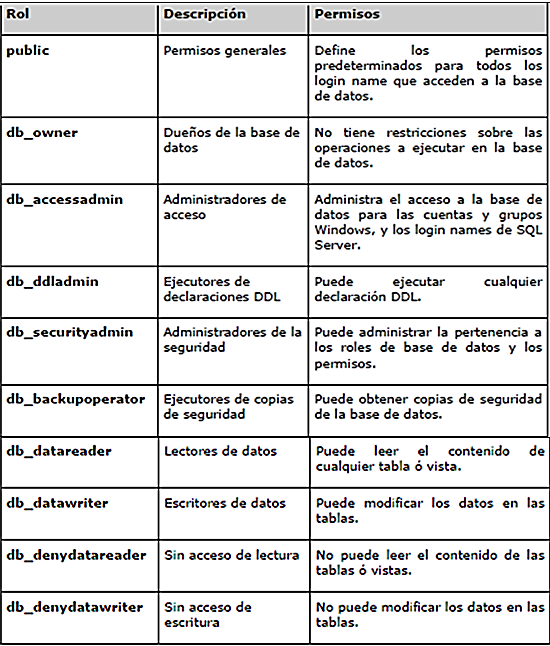 Rol Descripción Permisos
public Permisos generales Define los permisos
predeterminados para todos los
login name que acceden a la base
de datos.
db_owner Dueños de la base de No tiene restricciones sobre las
datos operaciones a ejecutar en la base
de datos.
db_accessadmin Administradores de Administra el acceso a la base de
acceso datos para las cuentas y grupos
Windows, y los login names de SQL
Server.
db_ddladmin Ejecutores de Puede ejecutar cualquier
declaraciones DDL declaración DDL.
db_securityadmin Administradores de la Puede administrar la pertenencia a
seguridad los roles de base de datos y los
permisos.
db_backupoperator Ejecutores de copias Puede obtener copias de seguridad
de seguridad de la base de datos.
db_datareader Lectores de datos Puede leer el contenido de
cualquier tabla ó vista.
db_datawriter Escritores de datos Puede modificar los datos en las
tablas.
db_denydatareader Sin acceso de lectura No puede leer el contenido de las
tablas ó vistas.
db_denydatawriter Sin acceso de No puede modificar los datos en las
escritura tablas.